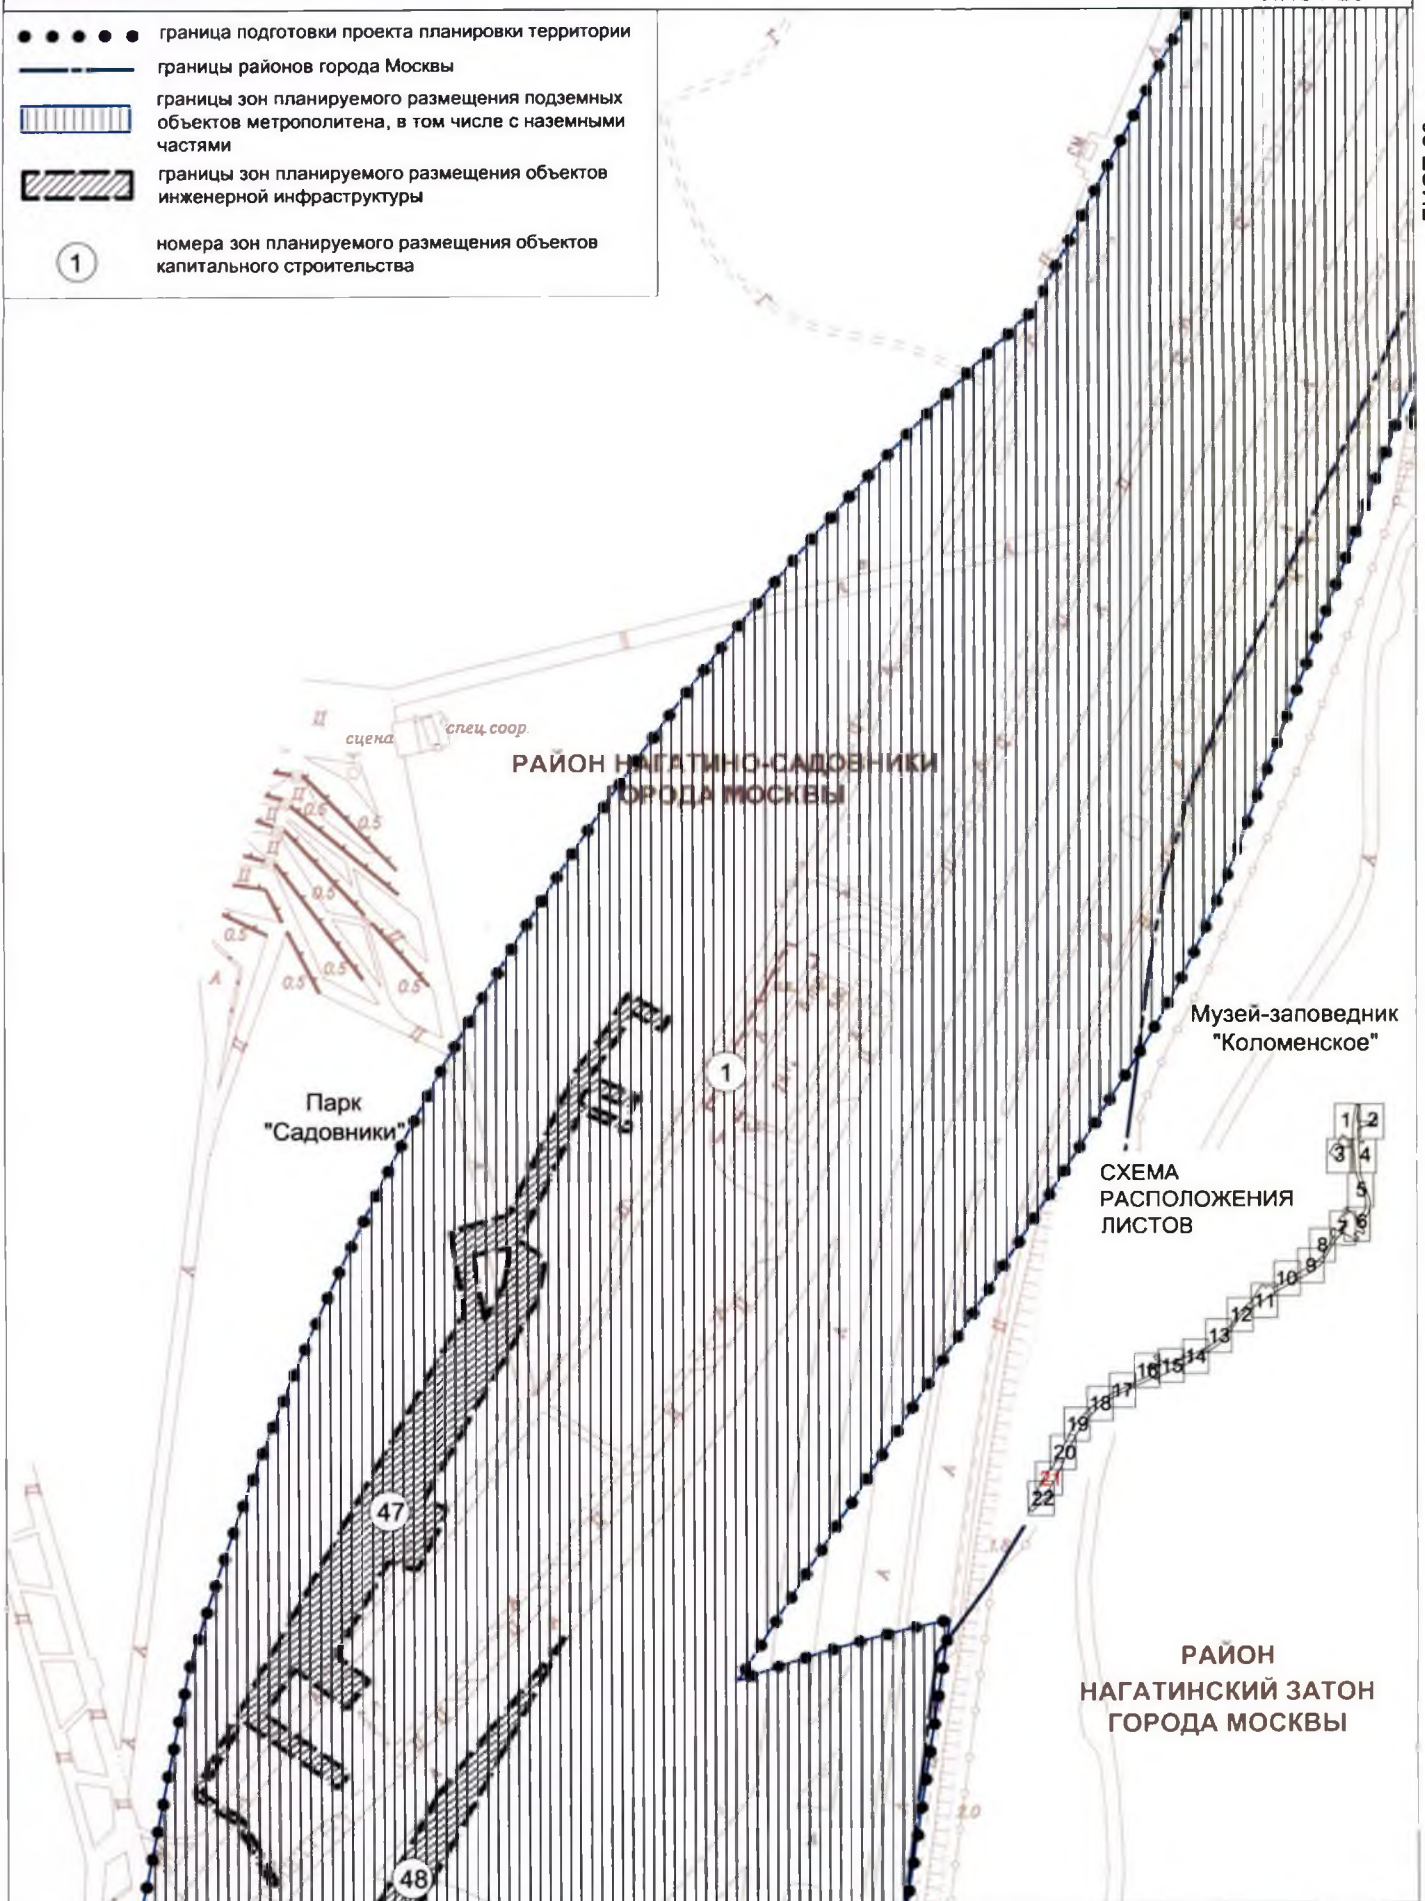 граница подготовки проекта планировки территории
границы районов города Москвы
границы зон планируемого размещения подземных
объектов метрополитена, в том числе с наземными
частями
границы зон планируемого размещения объектов
инженерной инфраструктуры
1
номера зон планируемого размещения объектов
капитального строительства
СМ
сцена
спец.соор.
РАЙОН НАГАТИНО-САДОВНИКИ
ГОРОДА МОСКВЫ
0.5
0.5
0.5
0.5
0.5
0.5
0.5
Музей-заповедник
"Коломенское"
1
Парк
"Садовники"
СХЕМА
РАСПОЛОЖЕНИЯ
ЛИСТОВ
1 2
3 4
5
7 6
8
9
10
11
12
13
14
15
16
17
18
19
20
21
22
47
1.8
РАЙОН
НАГАТИНСКИЙ ЗАТОН
ГОРОДА МОСКВЫ
2.0
48